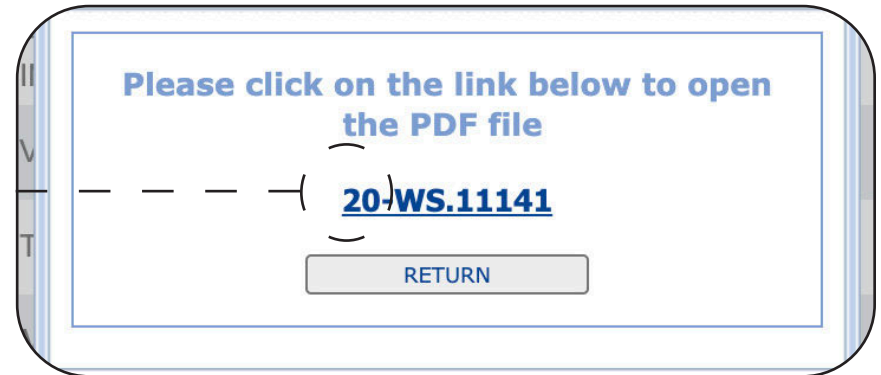 Please click on the link below to open
the PDF file
20-WS.11141
RETURN